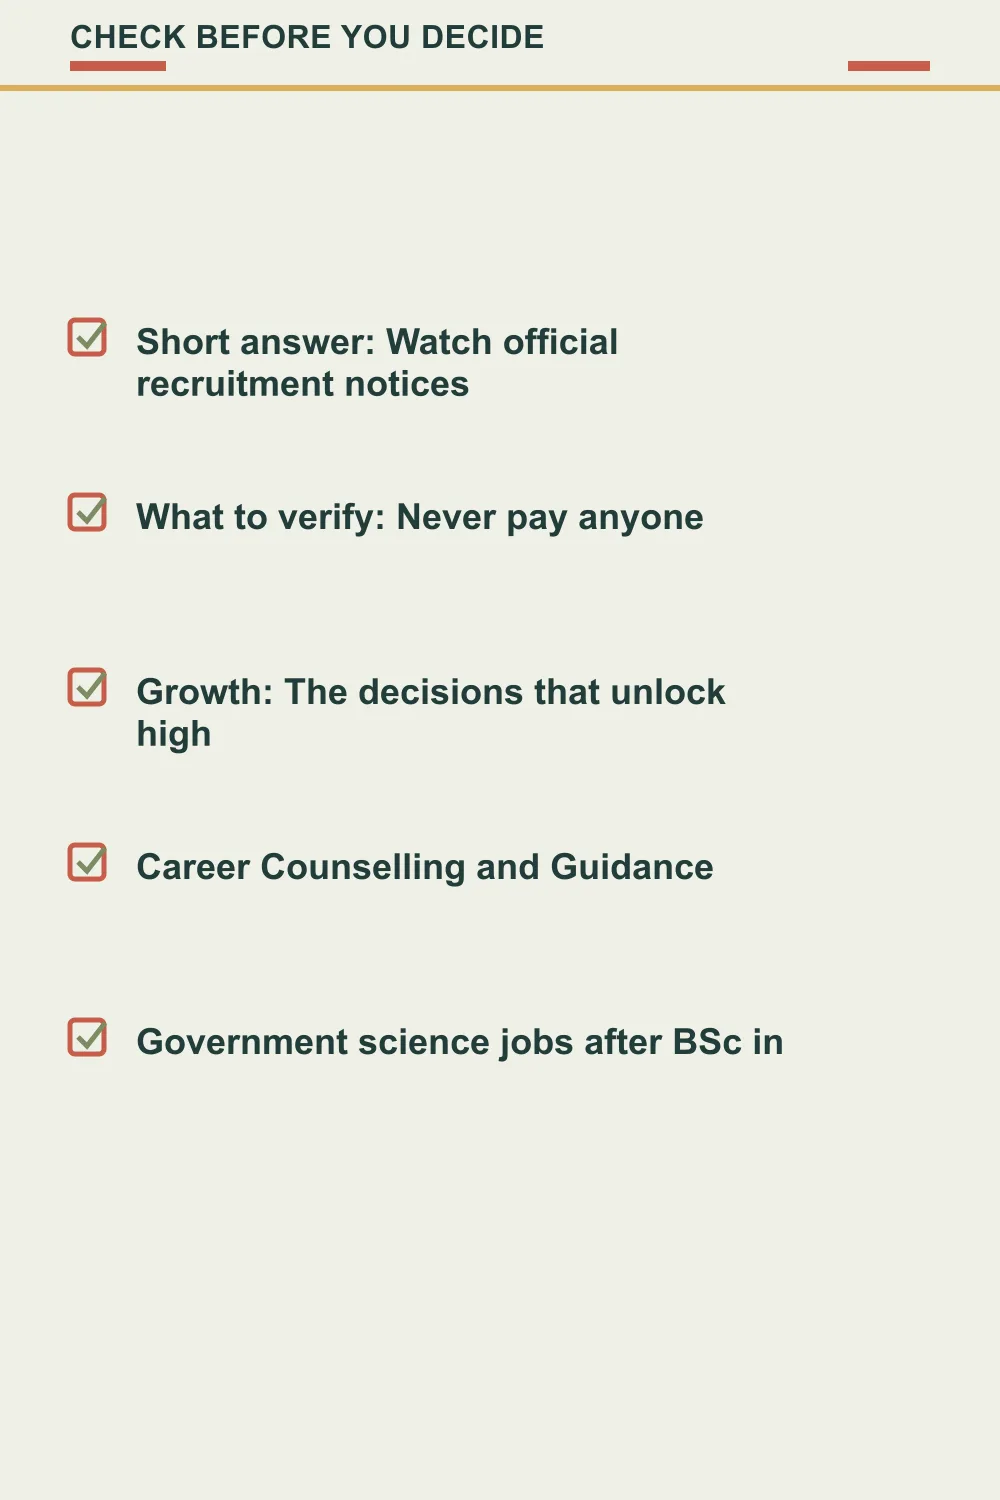 CHECK BEFORE YOU DECIDE
Short answer: Watch official
recruitment notices
What to verify: Never pay anyone
Growth: The decisions that unlock
high
Career Counselling and Guidance
Government science jobs after BSc in